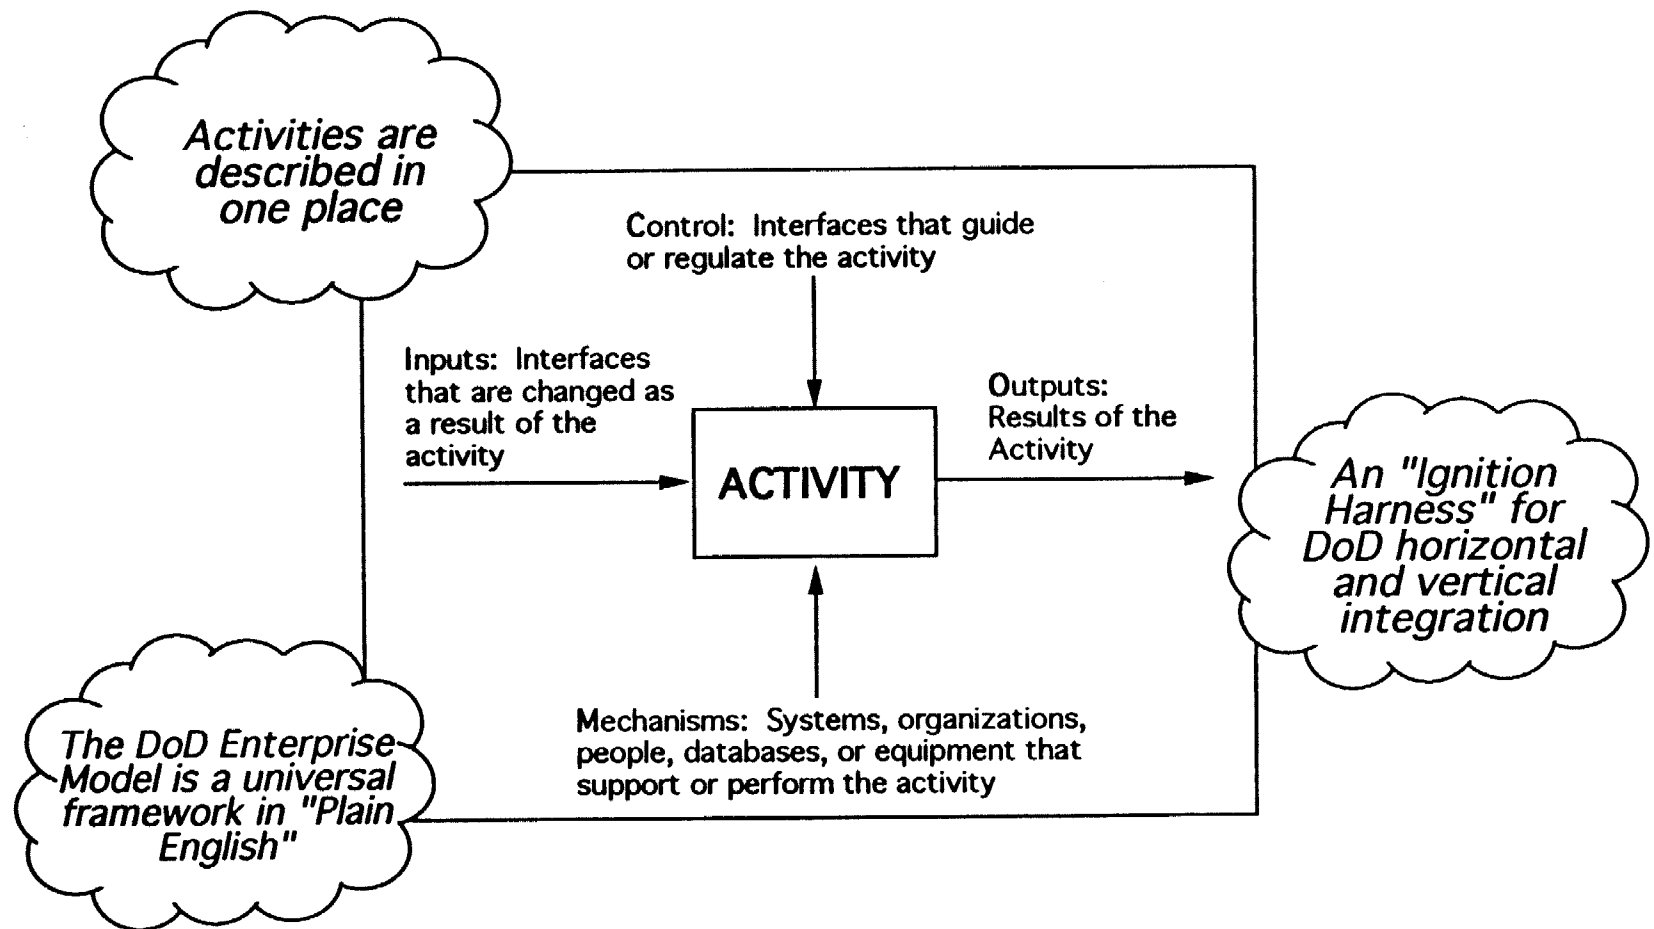 Activities are
described in
one place
Control: Interfaces that guide
or regulate the activity
Inputs: Interfaces
that are changed as
a result of the
activity
Outputs:
Results of the
Activity
ACTIVITY
An "Ignition
Harness" for
DoD horizontal
and vertical
integration
Mechanisms: Systems, organizations,
people, databases, or equipment that
support or perform the activity
The DoD Enterprise
Model is a universal
framework in "Plain
English"